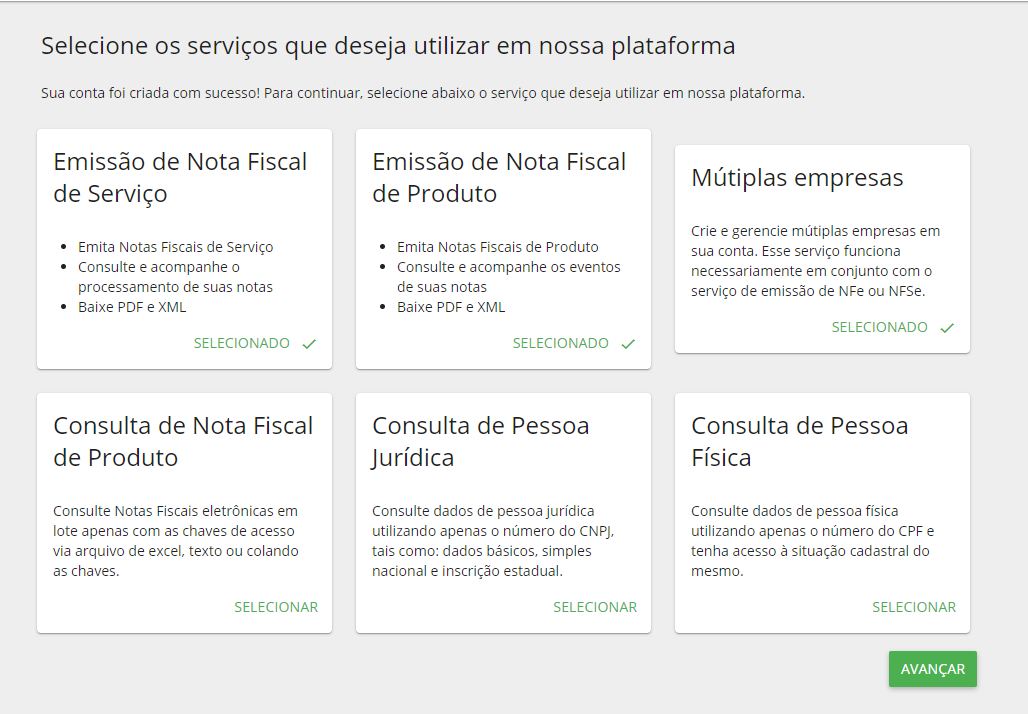 Selecione os serviços que deseja utilizar em nossa plataforma
Sua conta foi criada com sucesso! Para continuar, selecione abaixo o serviço que deseja utilizar em nossa plataforma.
Emissão de Nota Fiscal
de Serviço
Emita Notas Fiscais de Serviço
Consulte e acompanhe o
processamento de suas notas
Baixe PDF e XML
SELECIONADO
Emissão de Nota Fiscal
de Produto
Emita Notas Fiscais de Produto
Consulte e acompanhe os eventos
de suas notas
Baixe PDF e XML
SELECIONADO
Mútiplas empresas
Crie e gerencie mútiplas empresas em
sua conta. Esse serviço funciona
necessariamente em conjunto com o
serviço de emissão de NFe ou NFSe.
SELECIONADO
Consulta de Nota Fiscal
de Produto
Consulte Notas Fiscais eletrônicas em
lote apenas com as chaves de acesso
via arquivo de excel, texto ou colando
as chaves.
SELECIONAR
Consulta de Pessoa
Jurídica
Consulte dados de pessoa jurídica
utilizando apenas o número do CNPJ,
tais como: dados básicos, simples
nacional e inscrição estadual.
SELECIONAR
Consulta de Pessoa
Física
Consulte dados de pessoa física
utilizando apenas o número do CPF e
tenha acesso à situação cadastral do
mesmo.
SELECIONAR
AVANÇAR